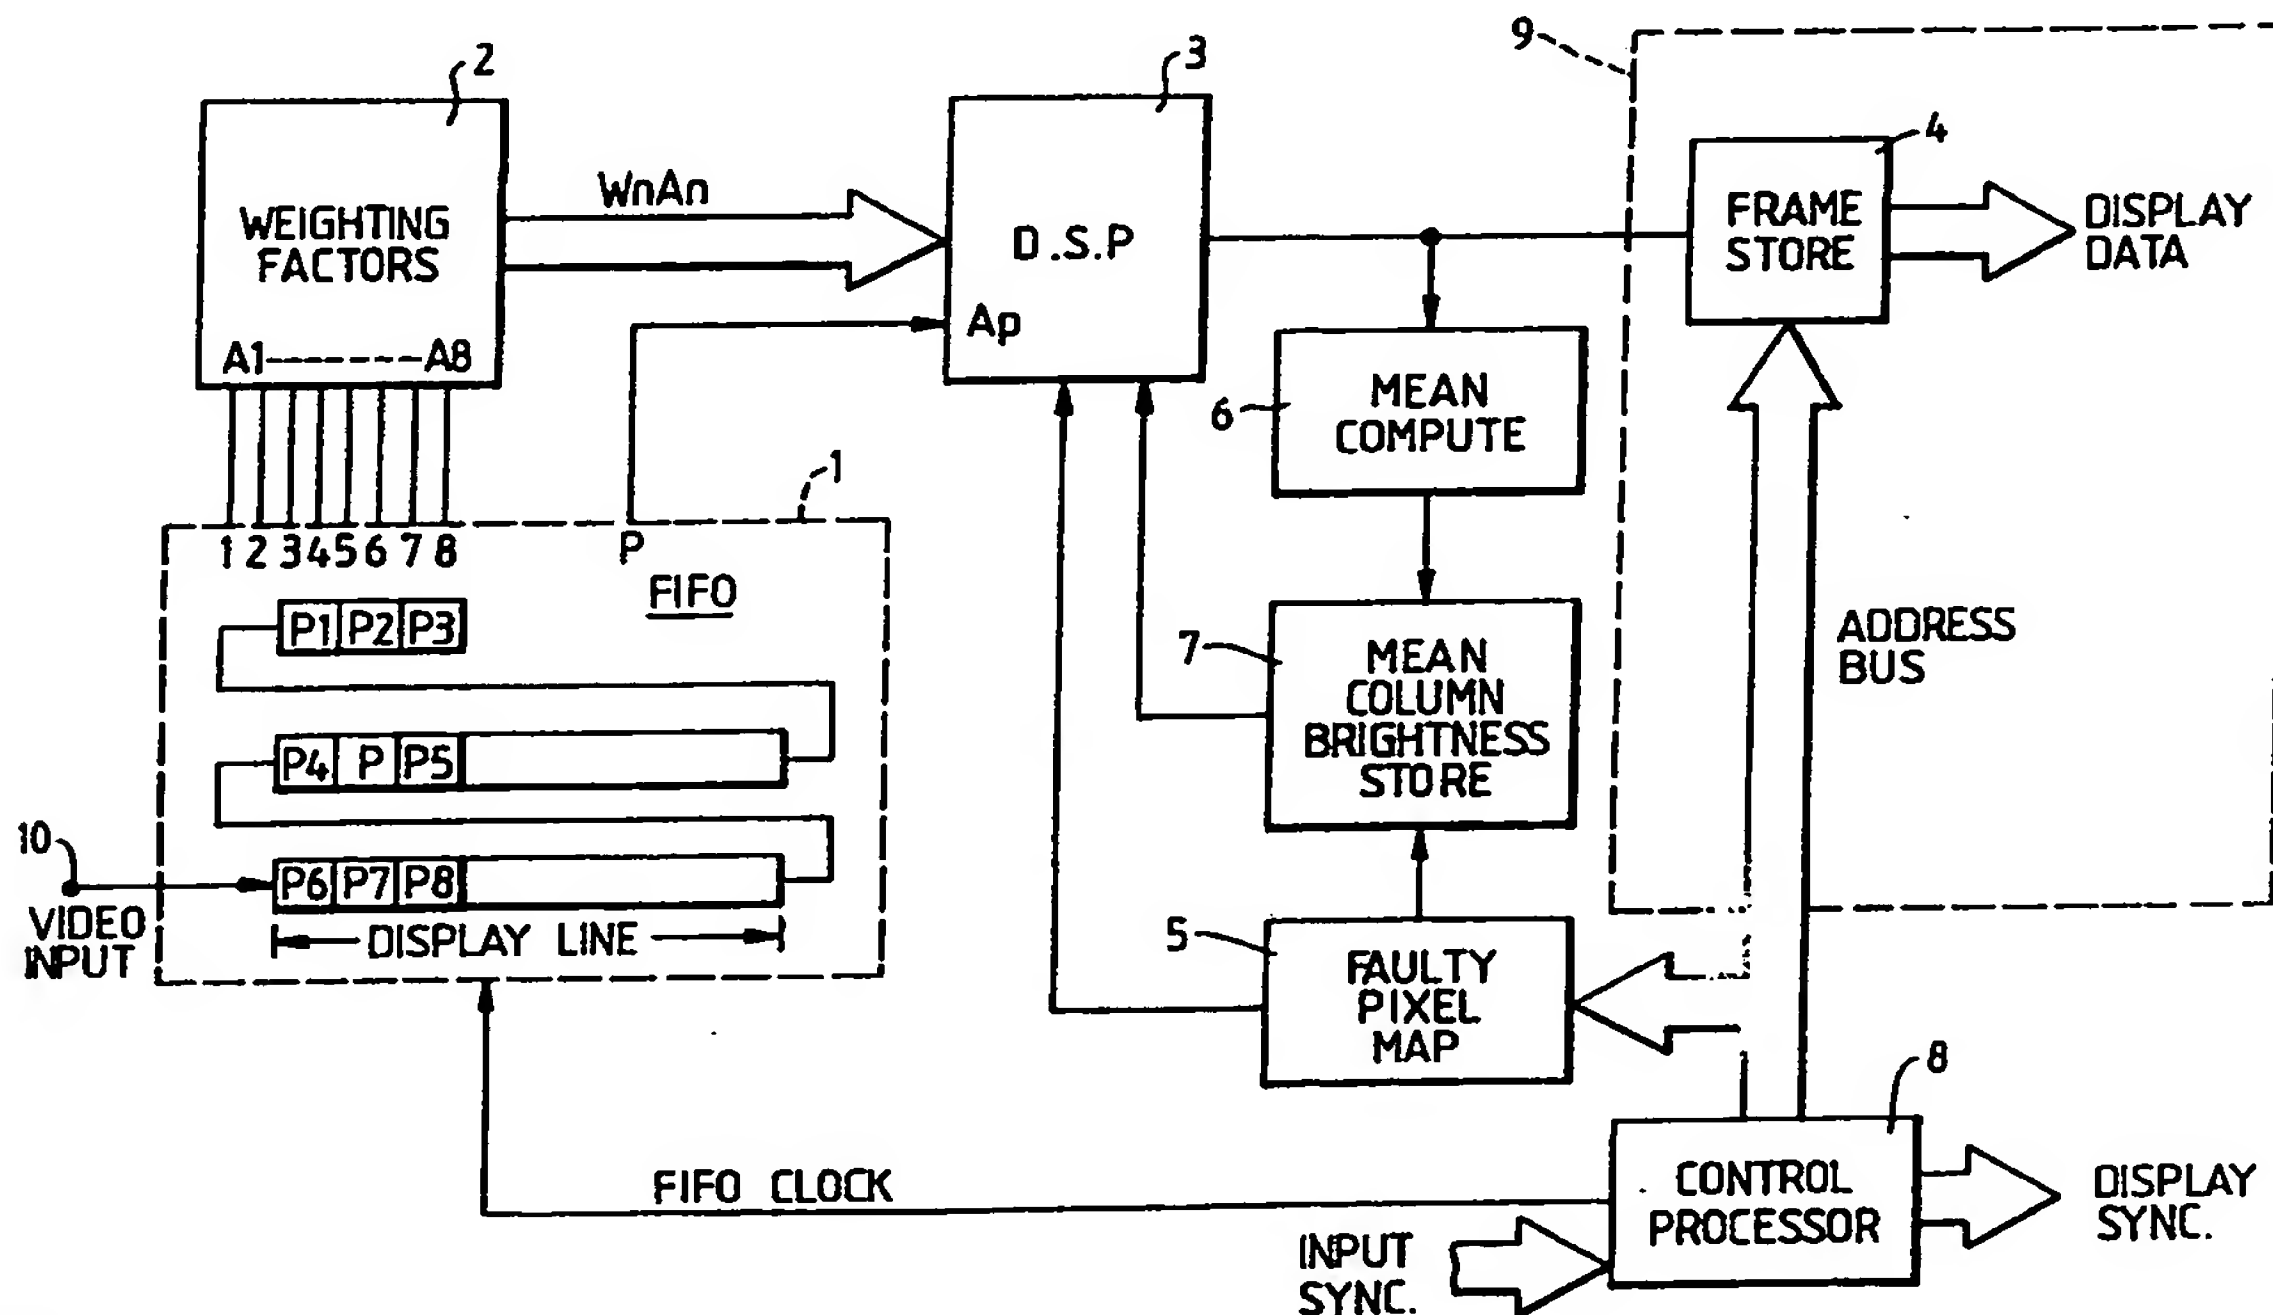 2
WEIGHTING
FACTORS
A1-------A8
WnAn
3
D.S.P
Ap
9
4
FRAME
STORE
DISPLAY
DATA
6
MEAN
COMPUTE
1
1 2 3 4 5 6 7 8
P
FIFO
P1 P2 P3
P4 P P5
P6 P7 P8
DISPLAY LINE
10
VIDEO
INPUT
7
MEAN
COLUMN
BRIGHTNESS
STORE
ADDRESS
BUS
5
FAULTY
PIXEL
MAP
8
CONTROL
PROCESSOR
FIFO CLOCK
INPUT
SYNC.
DISPLAY
SYNC.